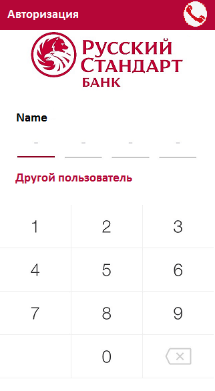 Авторизация
Русский
Стандарт
Банк
Name
Другой пользователь
1 2 3
4 5 6
7 8 9
0